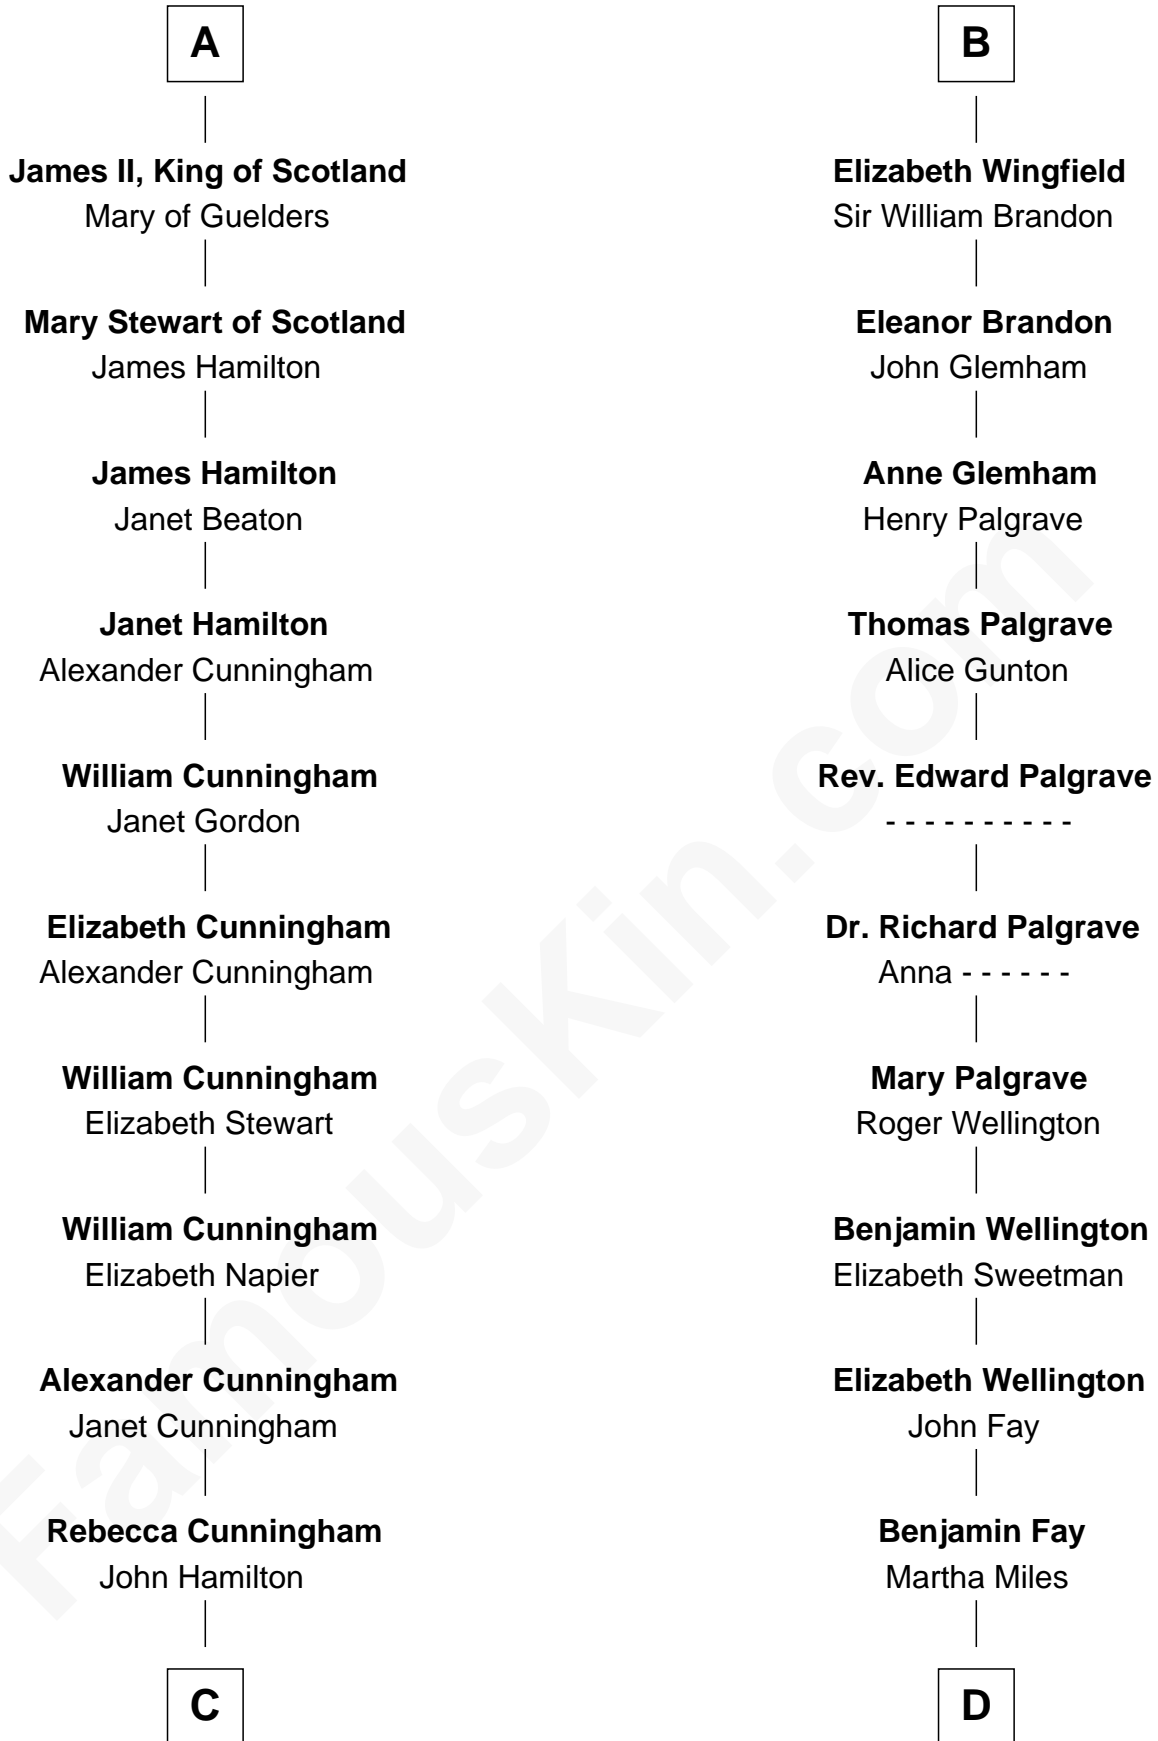 A
James II, King of Scotland
Mary of Guelders
Mary Stewart of Scotland
James Hamilton
James Hamilton
Janet Beaton
Janet Hamilton
Alexander Cunningham
William Cunningham
Janet Gordon
Elizabeth Cunningham
Alexander Cunningham
William Cunningham
Elizabeth Stewart
William Cunningham
Elizabeth Napier
Alexander Cunningham
Janet Cunningham
Rebecca Cunningham
John Hamilton
C
B
Elizabeth Wingfield
Sir William Brandon
Eleanor Brandon
John Glemham
Anne Glemham
Henry Palgrave
Thomas Palgrave
Alice Gunton
Rev. Edward Palgrave
- - - - - - - - - -
Dr. Richard Palgrave
Anna - - - - - -
Mary Palgrave
Roger Wellington
Benjamin Wellington
Elizabeth Sweetman
Elizabeth Wellington
John Fay
Benjamin Fay
Martha Miles
D
FamousKin.com